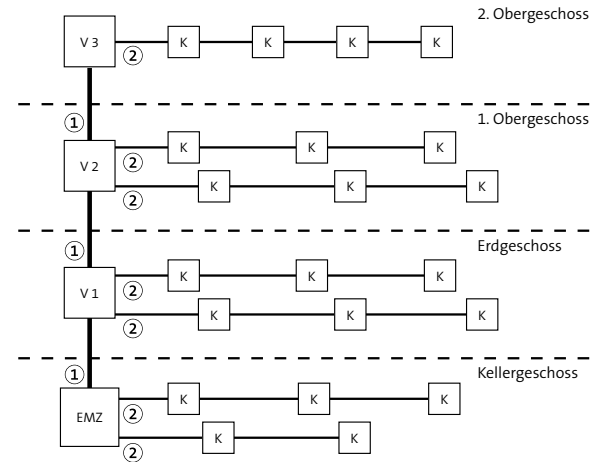 2. Obergeschoss
V 3 K K K K
②
①
1. Obergeschoss
V 2 K K K
②
K K K
②
①
Erdgeschoss
V 1 K K K
②
K K K
②
①
Kellergeschoss
EMZ K K K
②
K K
②